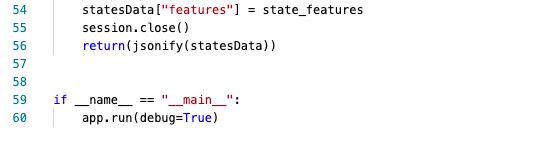 54 statesData["features"] = state_features
55 session.close()
56 return(jsonify(statesData))
57
58
59 if __name__ == "__main__":
60 app.run(debug=True)